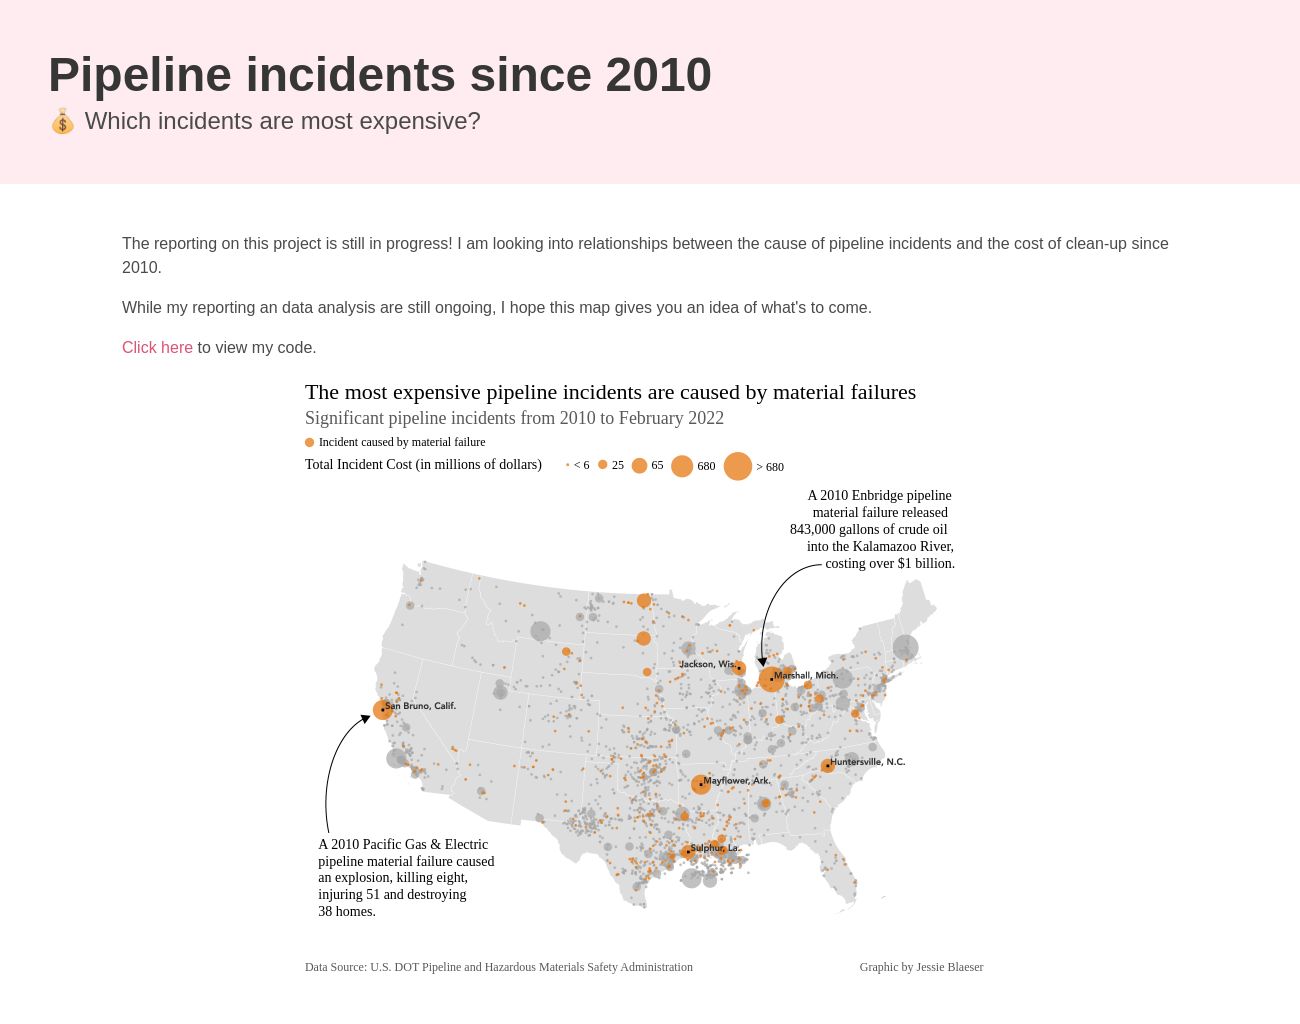 Pipeline incidents since 2010
💰 Which incidents are most expensive?
The reporting on this project is still in progress! I am looking into relationships between the cause of pipeline incidents and the cost of clean-up since
2010.
While my reporting an data analysis are still ongoing, I hope this map gives you an idea of what's to come.
Click here to view my code.
The most expensive pipeline incidents are caused by material failures
Significant pipeline incidents from 2010 to February 2022
Incident caused by material failure
Total Incident Cost (in millions of dollars) < 6 25 65 680 > 680
A 2010 Enbridge pipeline
material failure released
843,000 gallons of crude oil
into the Kalamazoo River,
costing over $1 billion.
Jackson, Wis.
Marshall, Mich.
San Bruno, Calif.
Huntersville, N.C.
Mayflower, Ark.
Sulphur, La.
A 2010 Pacific Gas & Electric
pipeline material failure caused
an explosion, killing eight,
injuring 51 and destroying
38 homes.
Data Source: U.S. DOT Pipeline and Hazardous Materials Safety Administration
Graphic by Jessie Blaeser